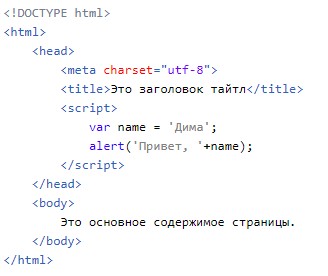 <!DOCTYPE html>
<html>
<head>
<meta charset="utf-8">
<title>Это заголовок тайтл</title>
<script>
var name = 'Дима';
alert('Привет, '+name);
</script>
</head>
<body>
Это основное содержимое страницы.
</body>
</html>